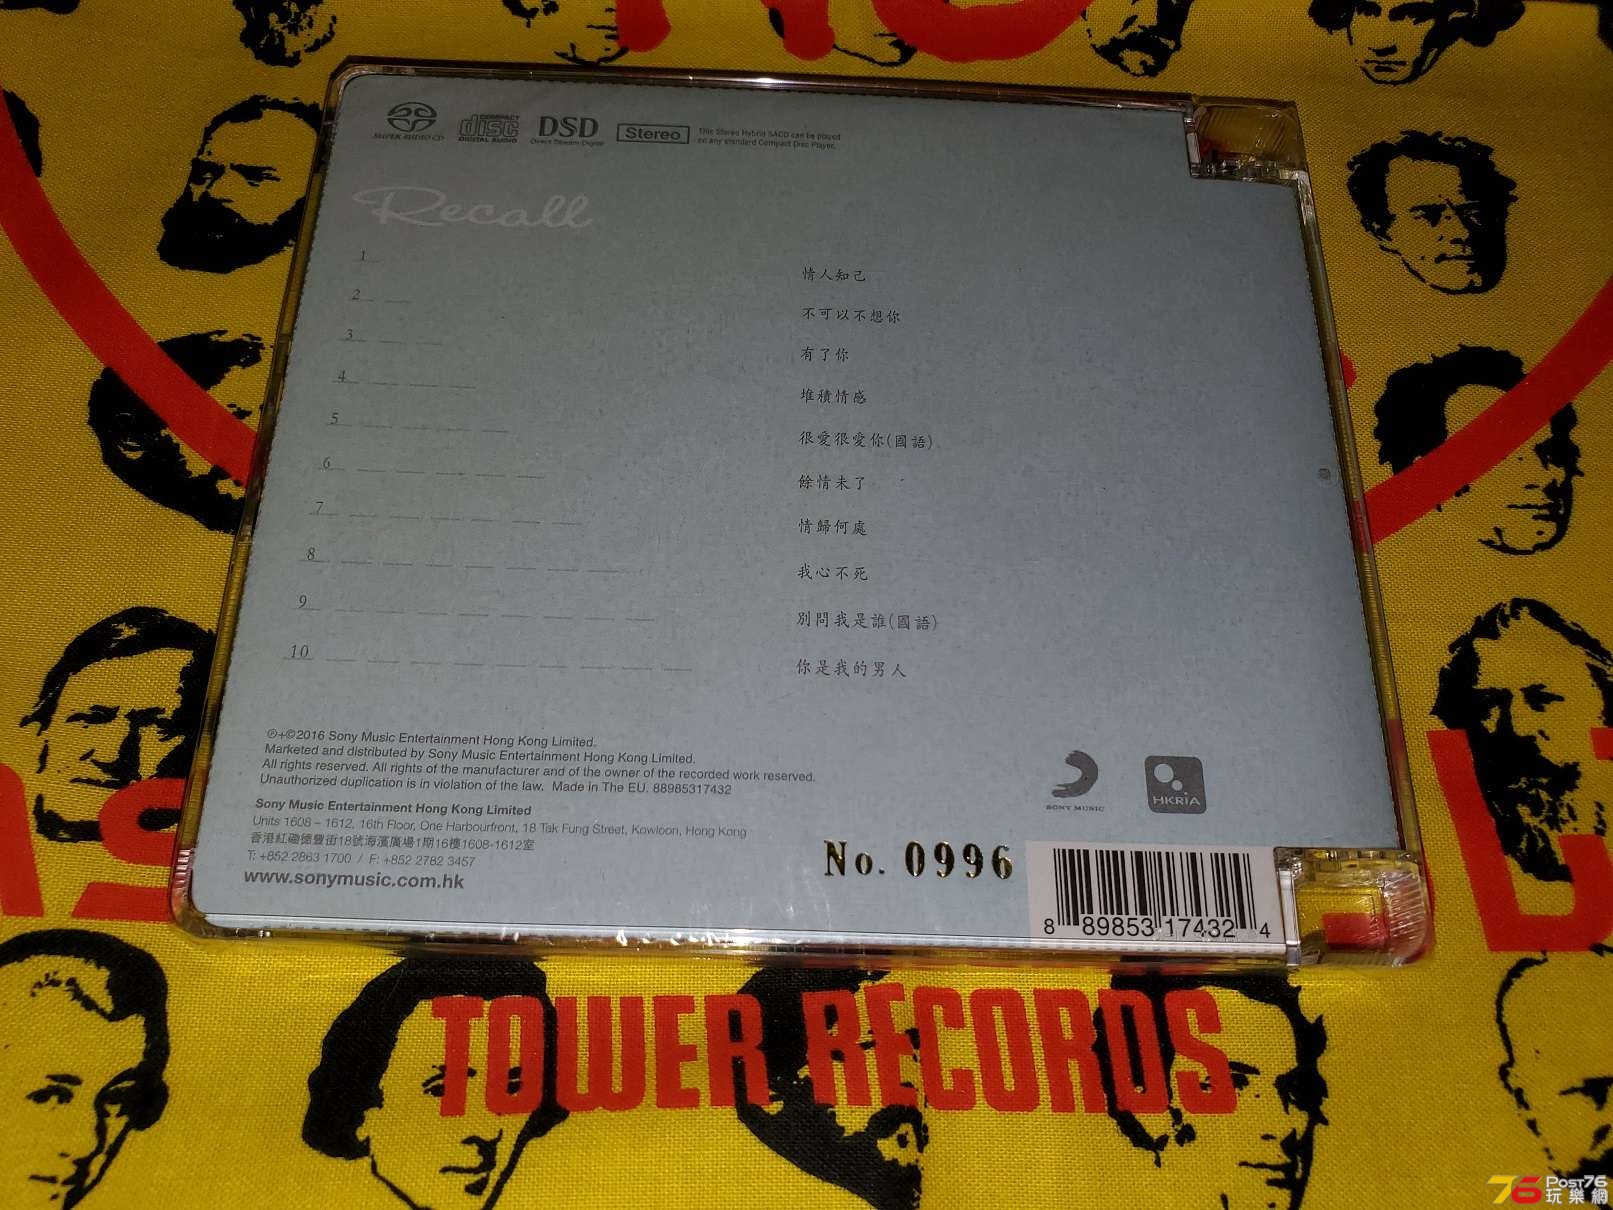 SUPER AUDIO CD
COMPACT
disc
DIGITAL AUDIO
DSD
Direct Stream Digital
Stereo
This Stereo Hybrid SACD can be played
on any standard Compact Disc Player.
Recall
1 情人知己
2 不可以不想你
3 有了你
4 堆積情感
5 很愛很愛你(國語)
6 餘情未了
7 情歸何處
8 我心不死
9 別問我是誰(國語)
10 你是我的男人
℗+©2016 Sony Music Entertainment Hong Kong Limited.
Marketed and distributed by Sony Music Entertainment Hong Kong Limited.
All rights reserved. All rights of the manufacturer and of the owner of the recorded work reserved.
Unauthorized duplication is in violation of the law. Made in The EU. 88985317432
Sony Music Entertainment Hong Kong Limited
Units 1608 – 1612, 16th Floor, One Harbourfront, 18 Tak Fung Street, Kowloon, Hong Kong
香港紅磡德豐街18號海濱廣場1期16樓1608-1612室
T: +852 2863 1700 / F: +852 2782 3457
www.sonymusic.com.hk
SONY MUSIC
HKRIA
No. 0996
8 89853 17432 4
TOWER RECORDS
76 Post76
玩樂網